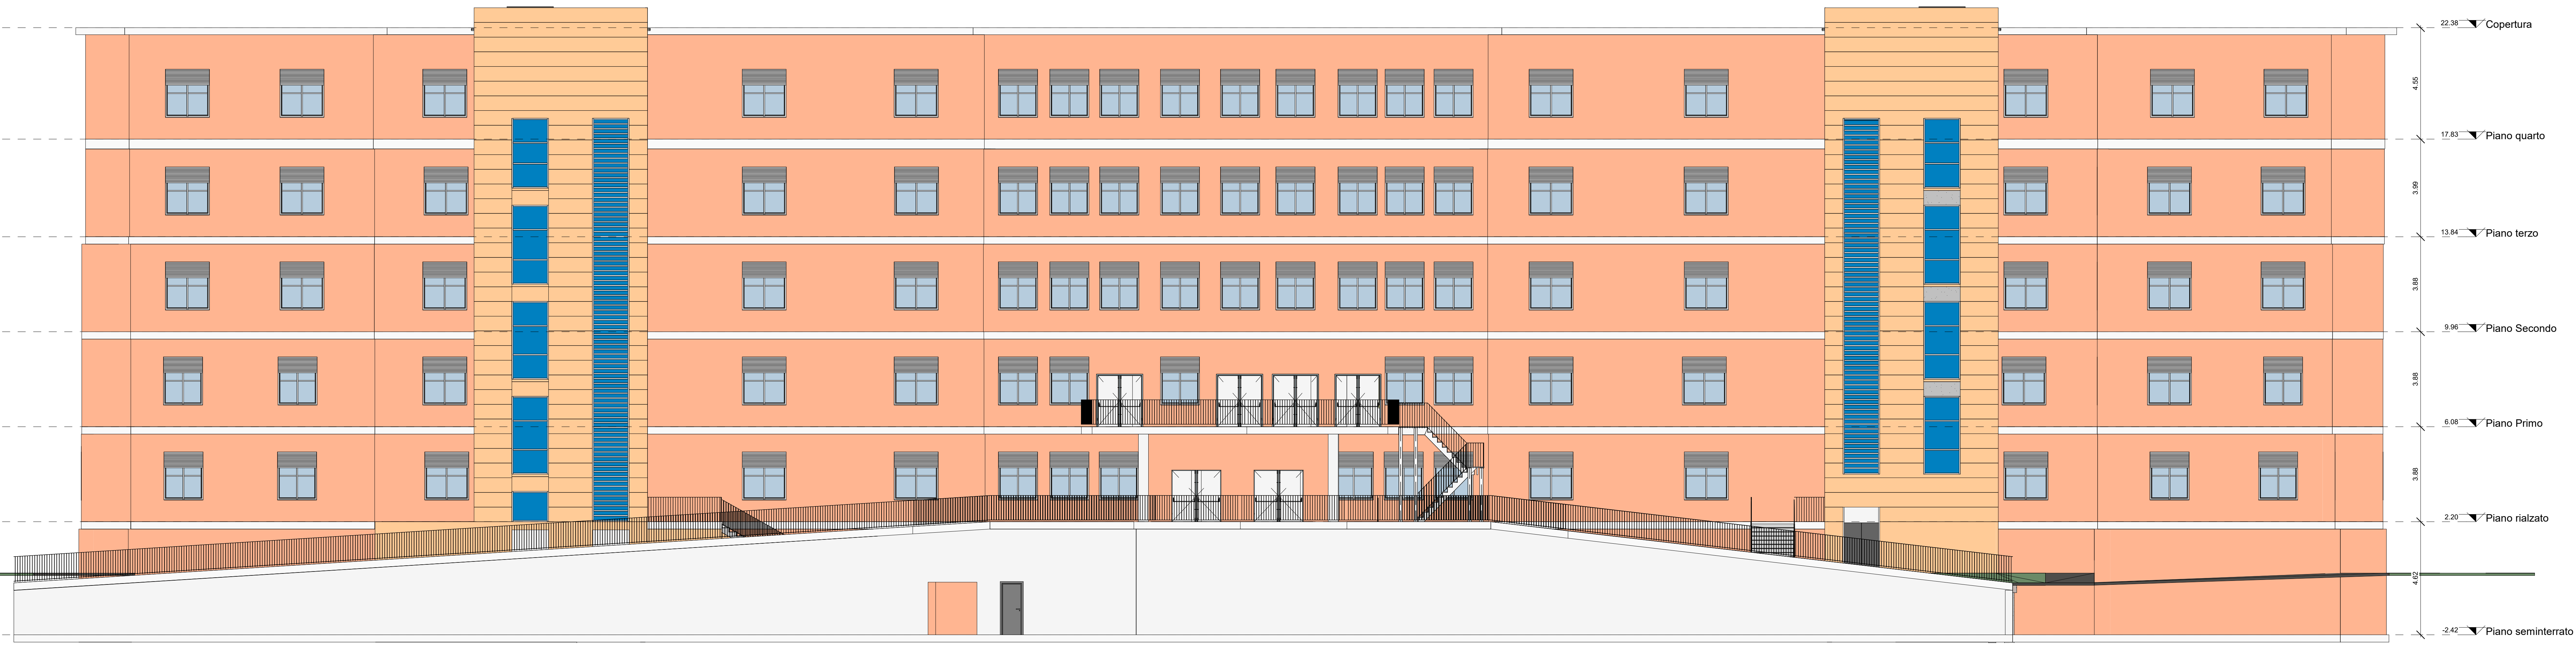 22.38 Copertura
4.55
17.83 Piano quarto
3.99
13.84 Piano terzo
3.88
9.96 Piano Secondo
3.88
6.08 Piano Primo
3.88
2.20 Piano rialzato
4.62
-2.42 Piano seminterrato